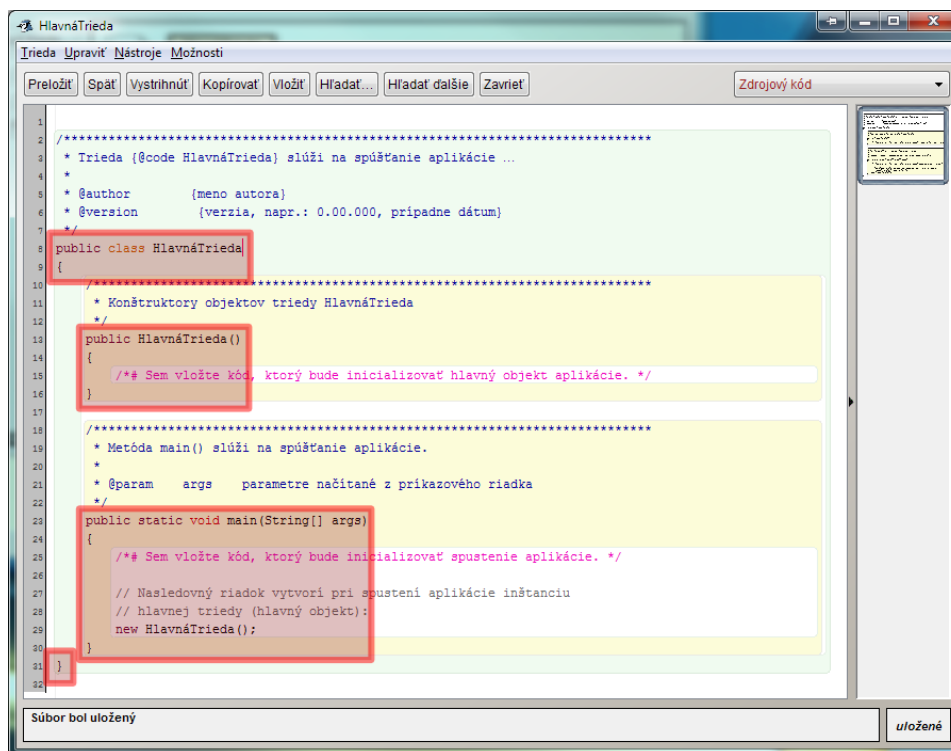 HlavnáTrieda
Trieda Upraviť Nástroje Možnosti
Preložiť Späť Vystrihnúť Kopírovať Vložiť Hľadať... Hľadať ďalšie Zavrieť Zdrojový kód
1
2 /*******************************************************************************
3 * Trieda {@code HlavnáTrieda} slúži na spúšťanie aplikácie …
4 *
5 * @author {meno autora}
6 * @version {verzia, napr.: 0.00.000, prípadne dátum}
7 */
8 public class HlavnáTrieda
9 {
10 /***************************************************************************
11 * Konštruktory objektov triedy HlavnáTrieda
12 */
13 public HlavnáTrieda()
14 {
15 /*# Sem vložte kód, ktorý bude inicializovať hlavný objekt aplikácie. */
16 }
17
18 /***************************************************************************
19 * Metóda main() slúži na spúšťanie aplikácie.
20 *
21 * @param args parametre načítané z príkazového riadka
22 */
23 public static void main(String[] args)
24 {
25 /*# Sem vložte kód, ktorý bude inicializovať spustenie aplikácie. */
26
27 // Nasledovný riadok vytvorí pri spustení aplikácie inštanciu
28 // hlavnej triedy (hlavný objekt):
29 new HlavnáTrieda();
30 }
31 }
32
Súbor bol uložený
uložené